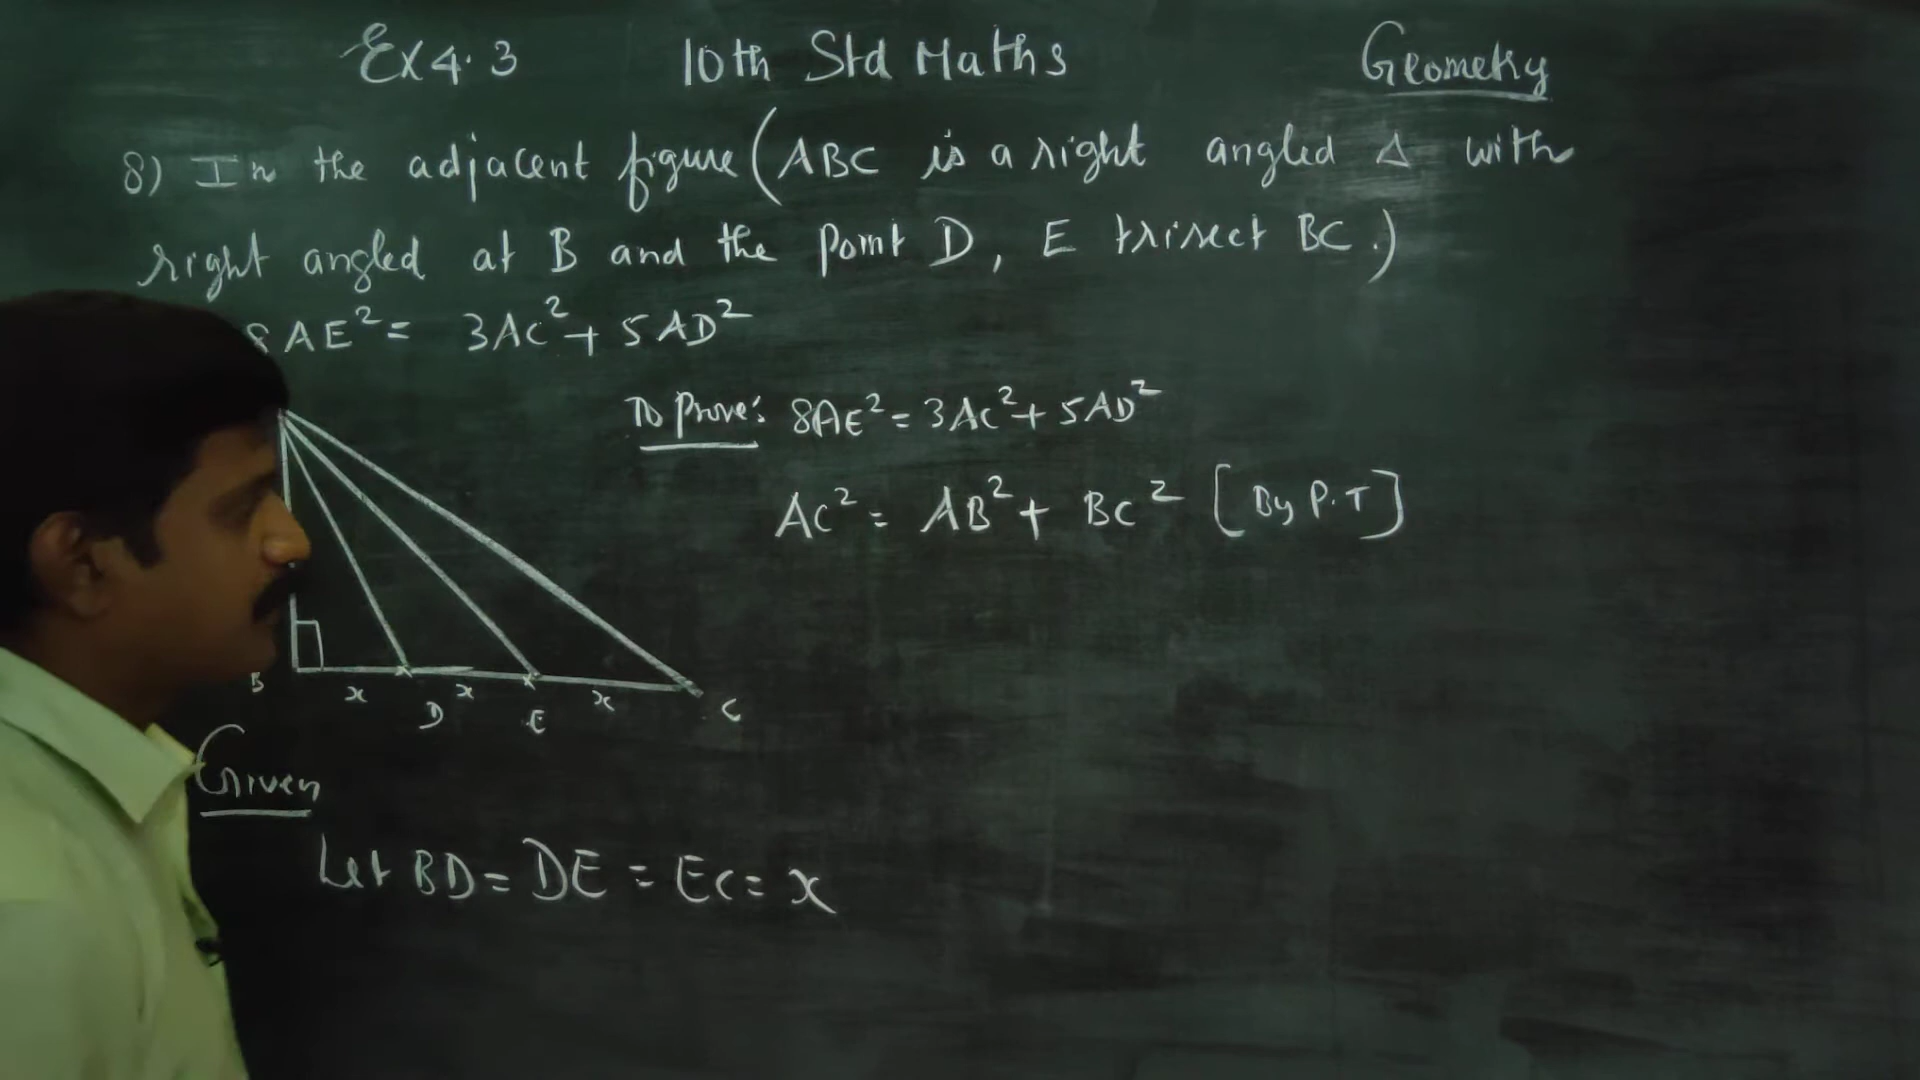 Ex 4.3 10th Std Maths Geometry
8) In the adjacent figure (ABC is a right angled Δ with
right angled at B and the point D, E trisect BC.)
8AE² = 3AC² + 5AD²
To Prove: 8AE² = 3AC² + 5AD²
AC² = AB² + BC² [By P.T]
B x x x C
D E
Given
Let BD = DE = EC = x